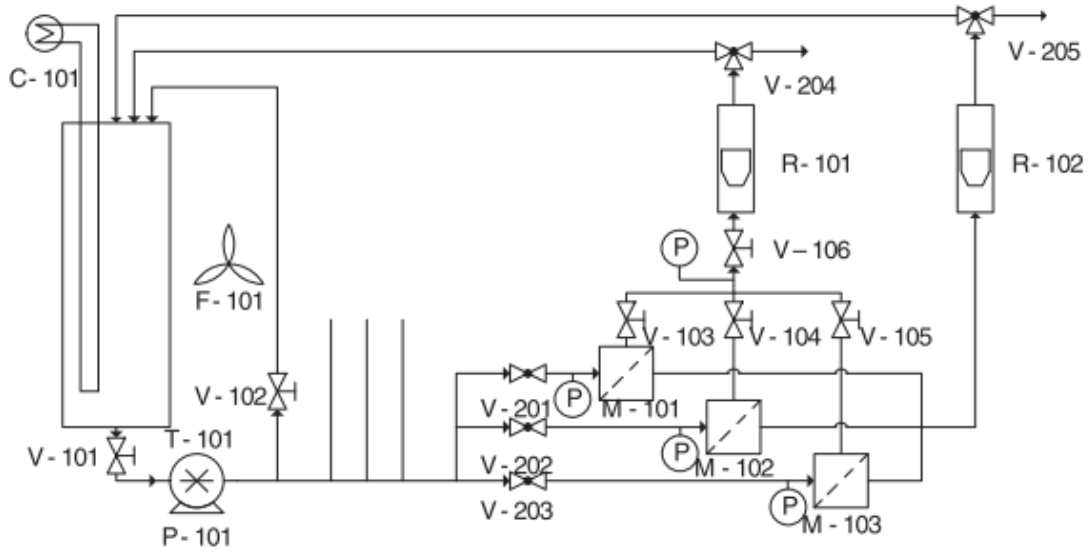 C-101
V-205
V-204
R-101
R-102
P
V-106
F-101
V-103
V-104
V-105
V-102
P
M-101
V-201
V-101
T-101
P
M-102
V-202
P
V-203
M-103
P-101